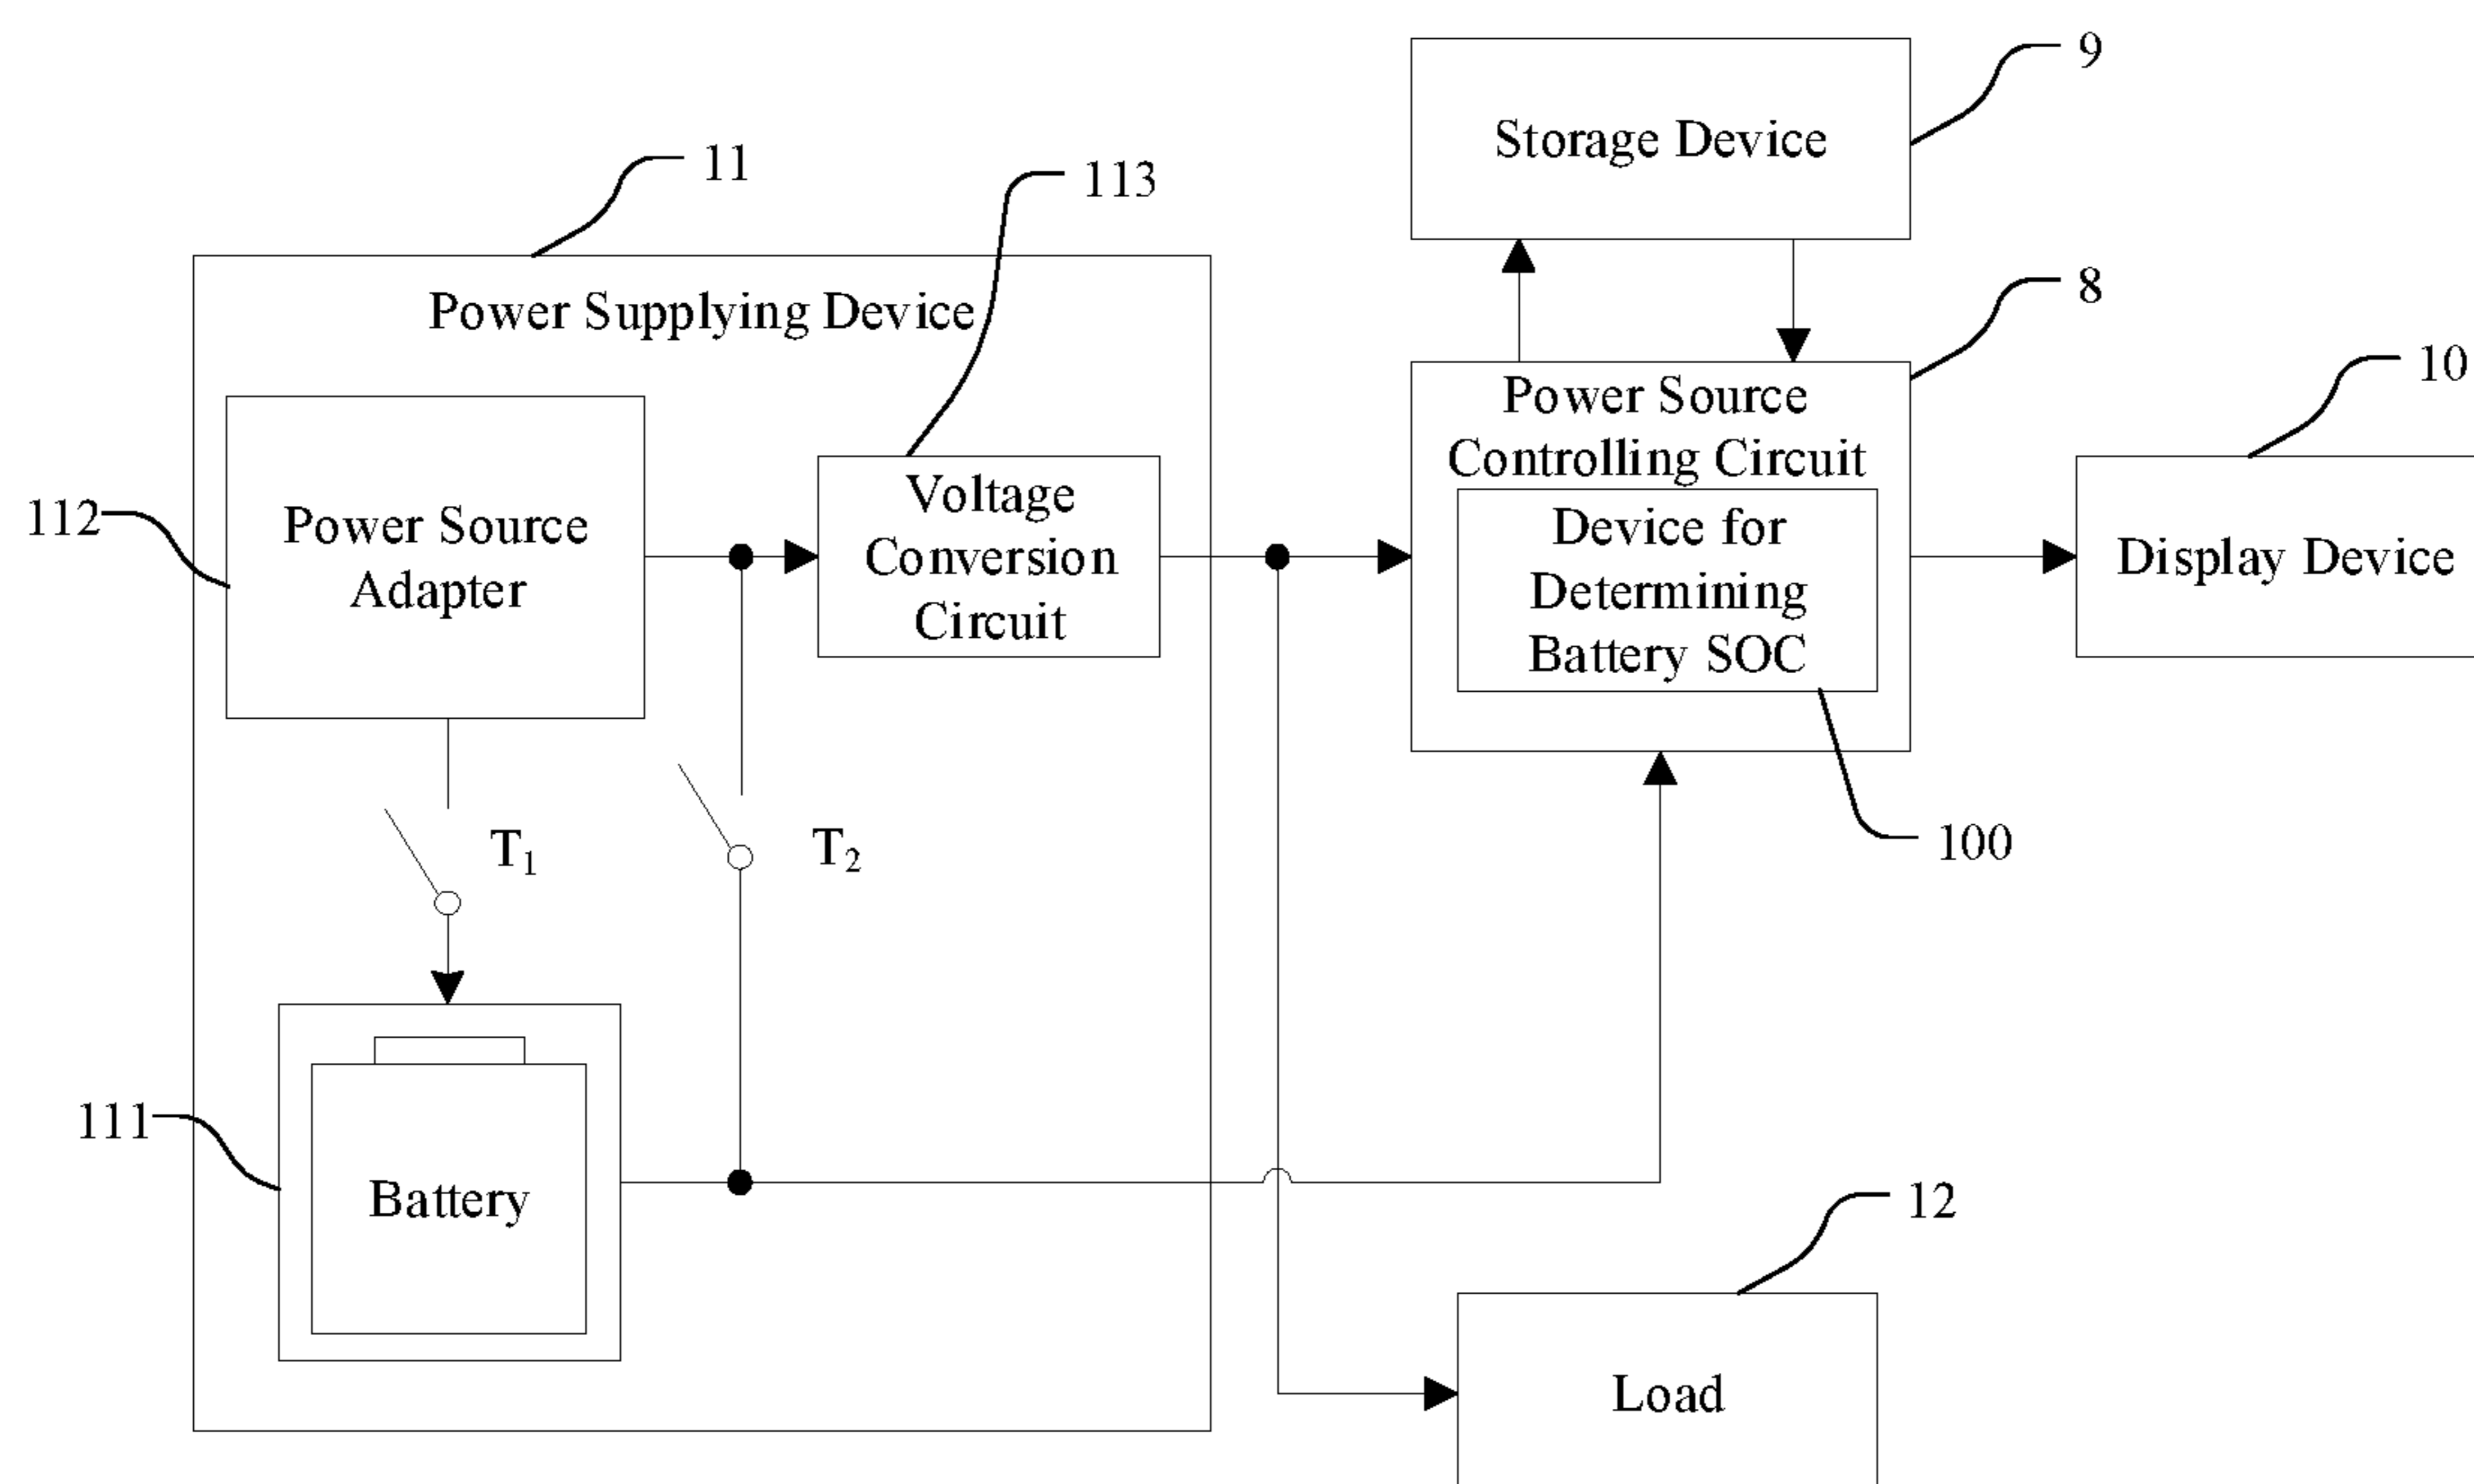 9
Storage Device
11
113
Power Supplying Device
8
Power Source
Controlling Circuit
10
112
Power Source
Adapter
Voltage
Conversion
Circuit
Device for
Determining
Battery SOC
Display Device
T₁
T₂
100
111
Battery
12
Load